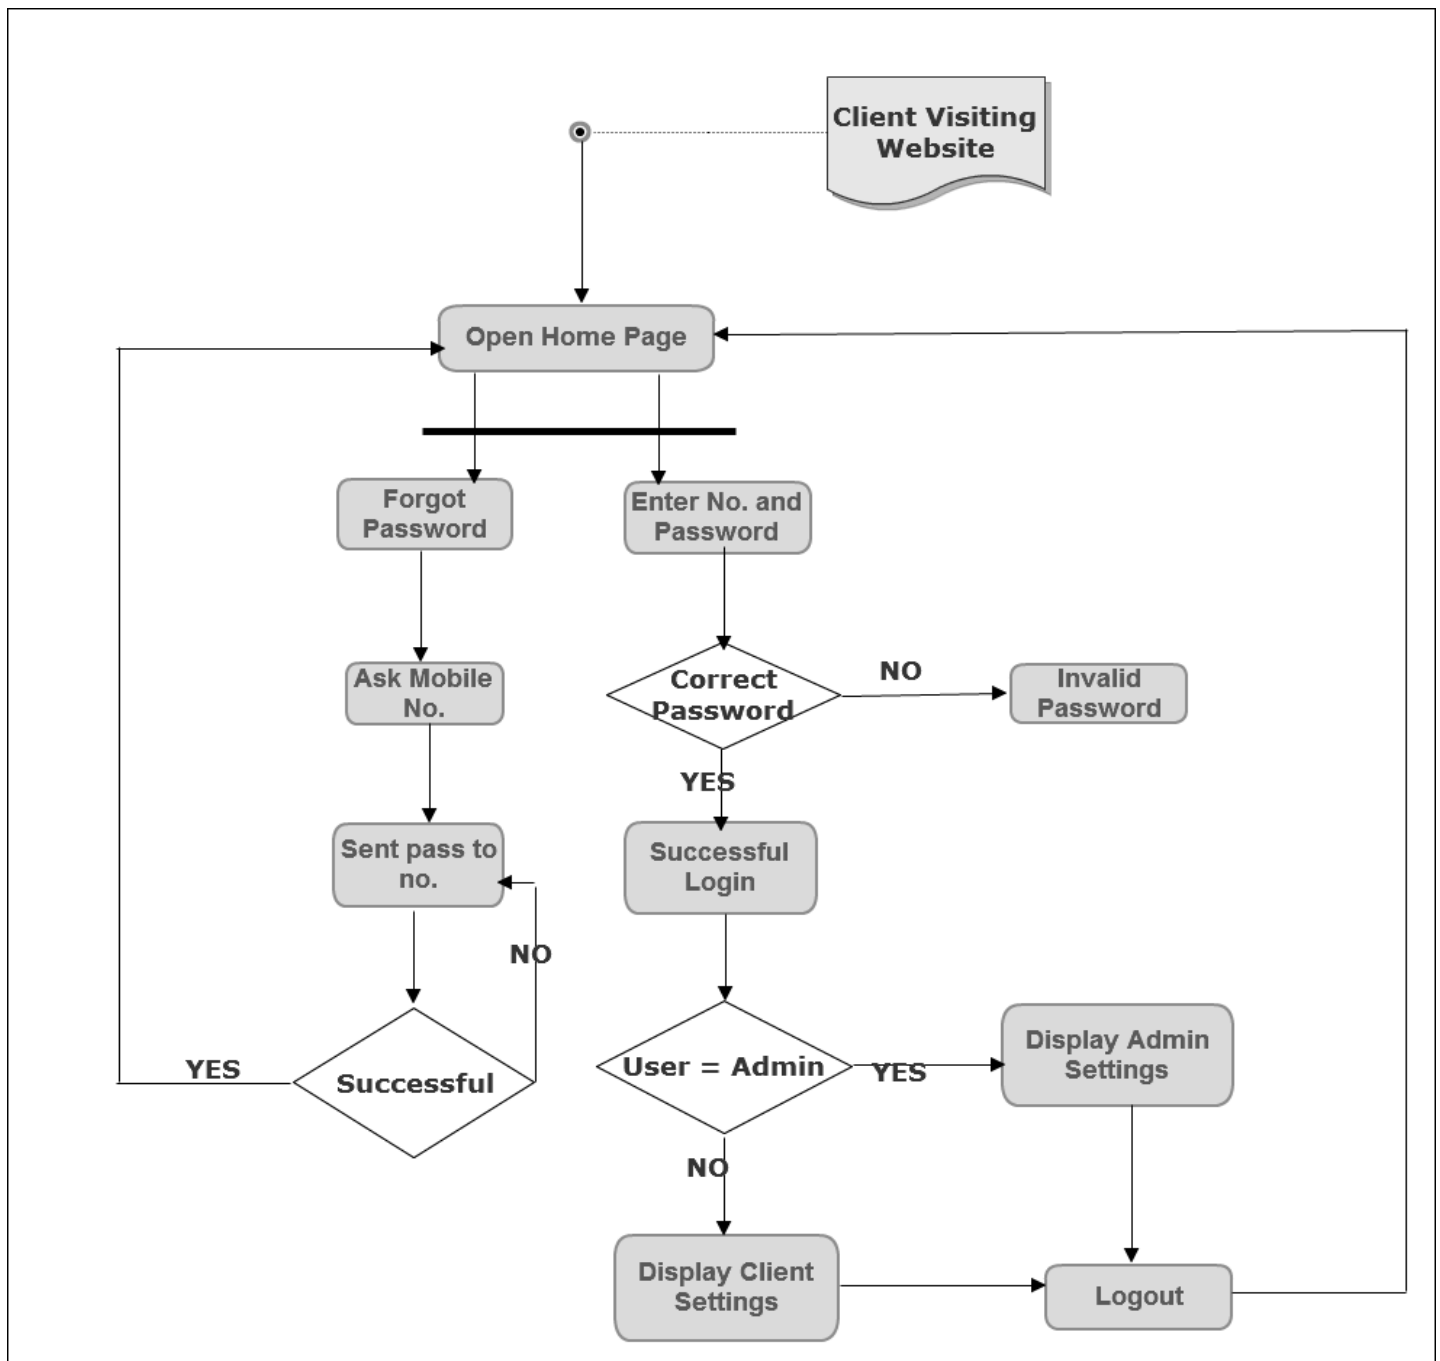 Client Visiting
Website
Open Home Page
Forgot
Password
Enter No. and
Password
Ask Mobile
No.
Correct
Password
NO
Invalid
Password
YES
Sent pass to
no.
Successful
Login
NO
YES
Successful
User = Admin
YES
Display Admin
Settings
NO
Display Client
Settings
Logout